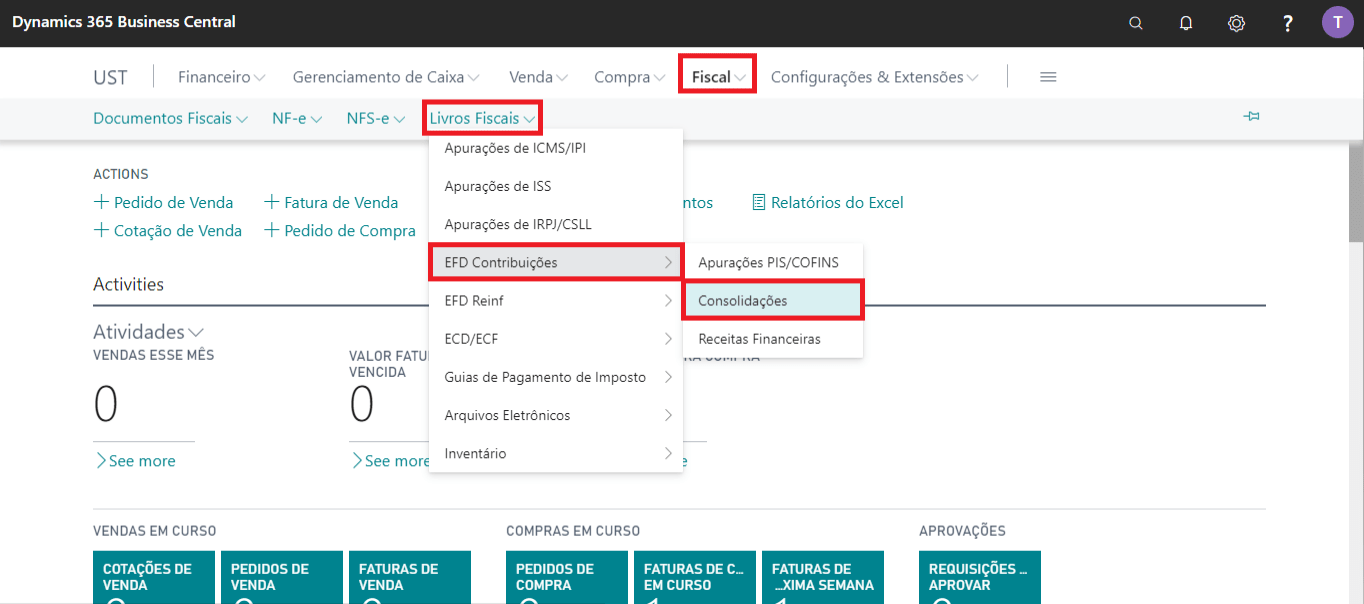 Dynamics 365 Business Central
T
UST Financeiro Gerenciamento de Caixa Venda Compra Fiscal Configurações & Extensões
Documentos Fiscais NF-e NFS-e Livros Fiscais
Apurações de ICMS/IPI
Apurações de ISS
Apurações de IRPJ/CSLL
EFD Contribuições
EFD Reinf
ECD/ECF
Guias de Pagamento de Imposto
Arquivos Eletrônicos
Inventário
Apurações PIS/COFINS
Consolidações
Receitas Financeiras
ACTIONS
+ Pedido de Venda + Fatura de Venda ntos Relatórios do Excel
+ Cotação de Venda + Pedido de Compra
Activities
Atividades
VENDAS ESSE MÊS
0
>See more
VALOR FATU
VENCIDA
0
>See more
COMPRA
e
VENDAS EM CURSO
COTAÇÕES DE
VENDA
PEDIDOS DE
VENDA
FATURAS DE
VENDA
COMPRAS EM CURSO
PEDIDOS DE
COMPRA
FATURAS DE C...
EM CURSO
FATURAS DE
...XIMA SEMANA
APROVAÇÕES
REQUISIÇÕES ...
APROVAR